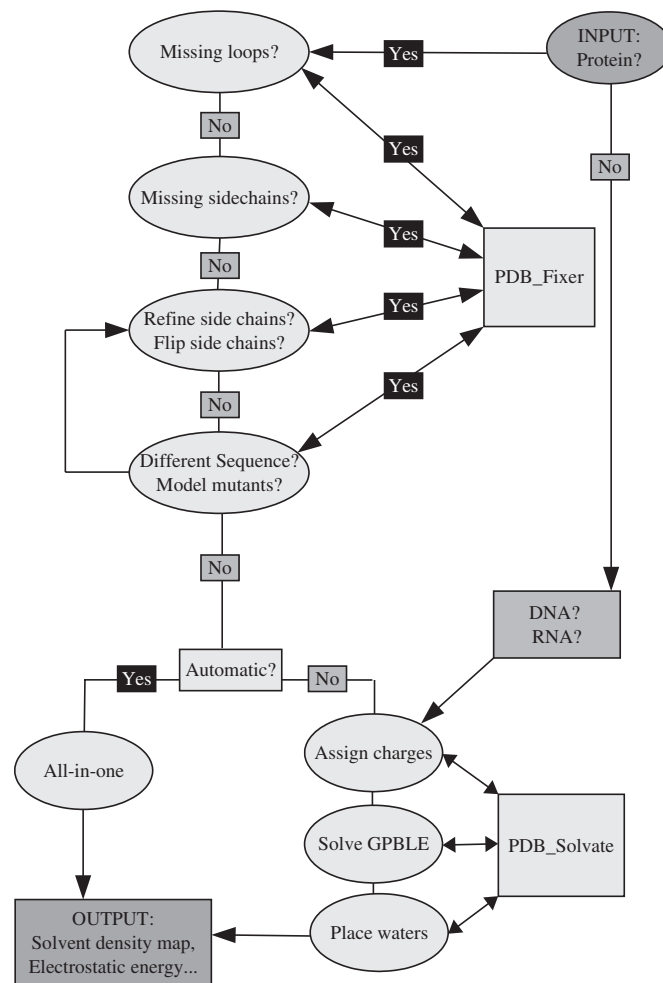 Missing loops?
Yes
INPUT:
Protein?
No
Yes
No
Missing sidechains?
Yes
No
PDB_Fixer
Refine side chains?
Flip side chains?
Yes
No
Yes
Different Sequence?
Model mutants?
No
DNA?
RNA?
Automatic?
Yes
No
Assign charges
All-in-one
Solve GPBLE
PDB_Solvate
Place waters
OUTPUT:
Solvent density map,
Electrostatic energy...